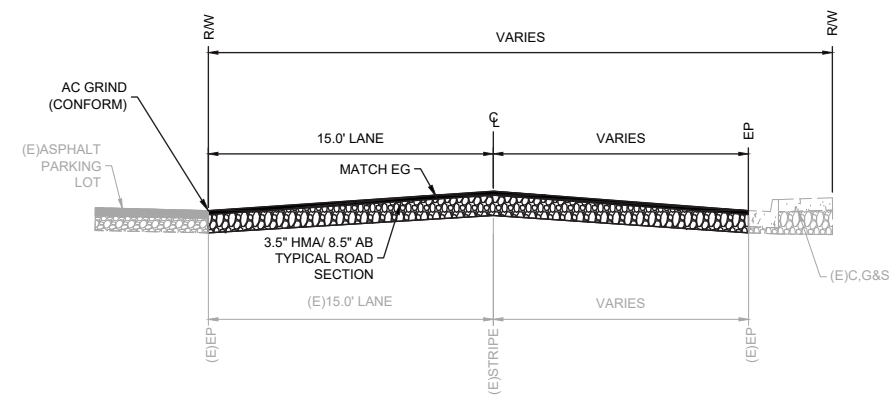 R/W
R/W
VARIES
AC GRIND
(CONFORM)
℄
EP
15.0' LANE
VARIES
(E)ASPHALT
PARKING
LOT
MATCH EG
3.5" HMA/ 8.5" AB
TYPICAL ROAD
SECTION
(E)C,G&S
(E)15.0' LANE
VARIES
(E)EP
(E)STRIPE
(E)EP